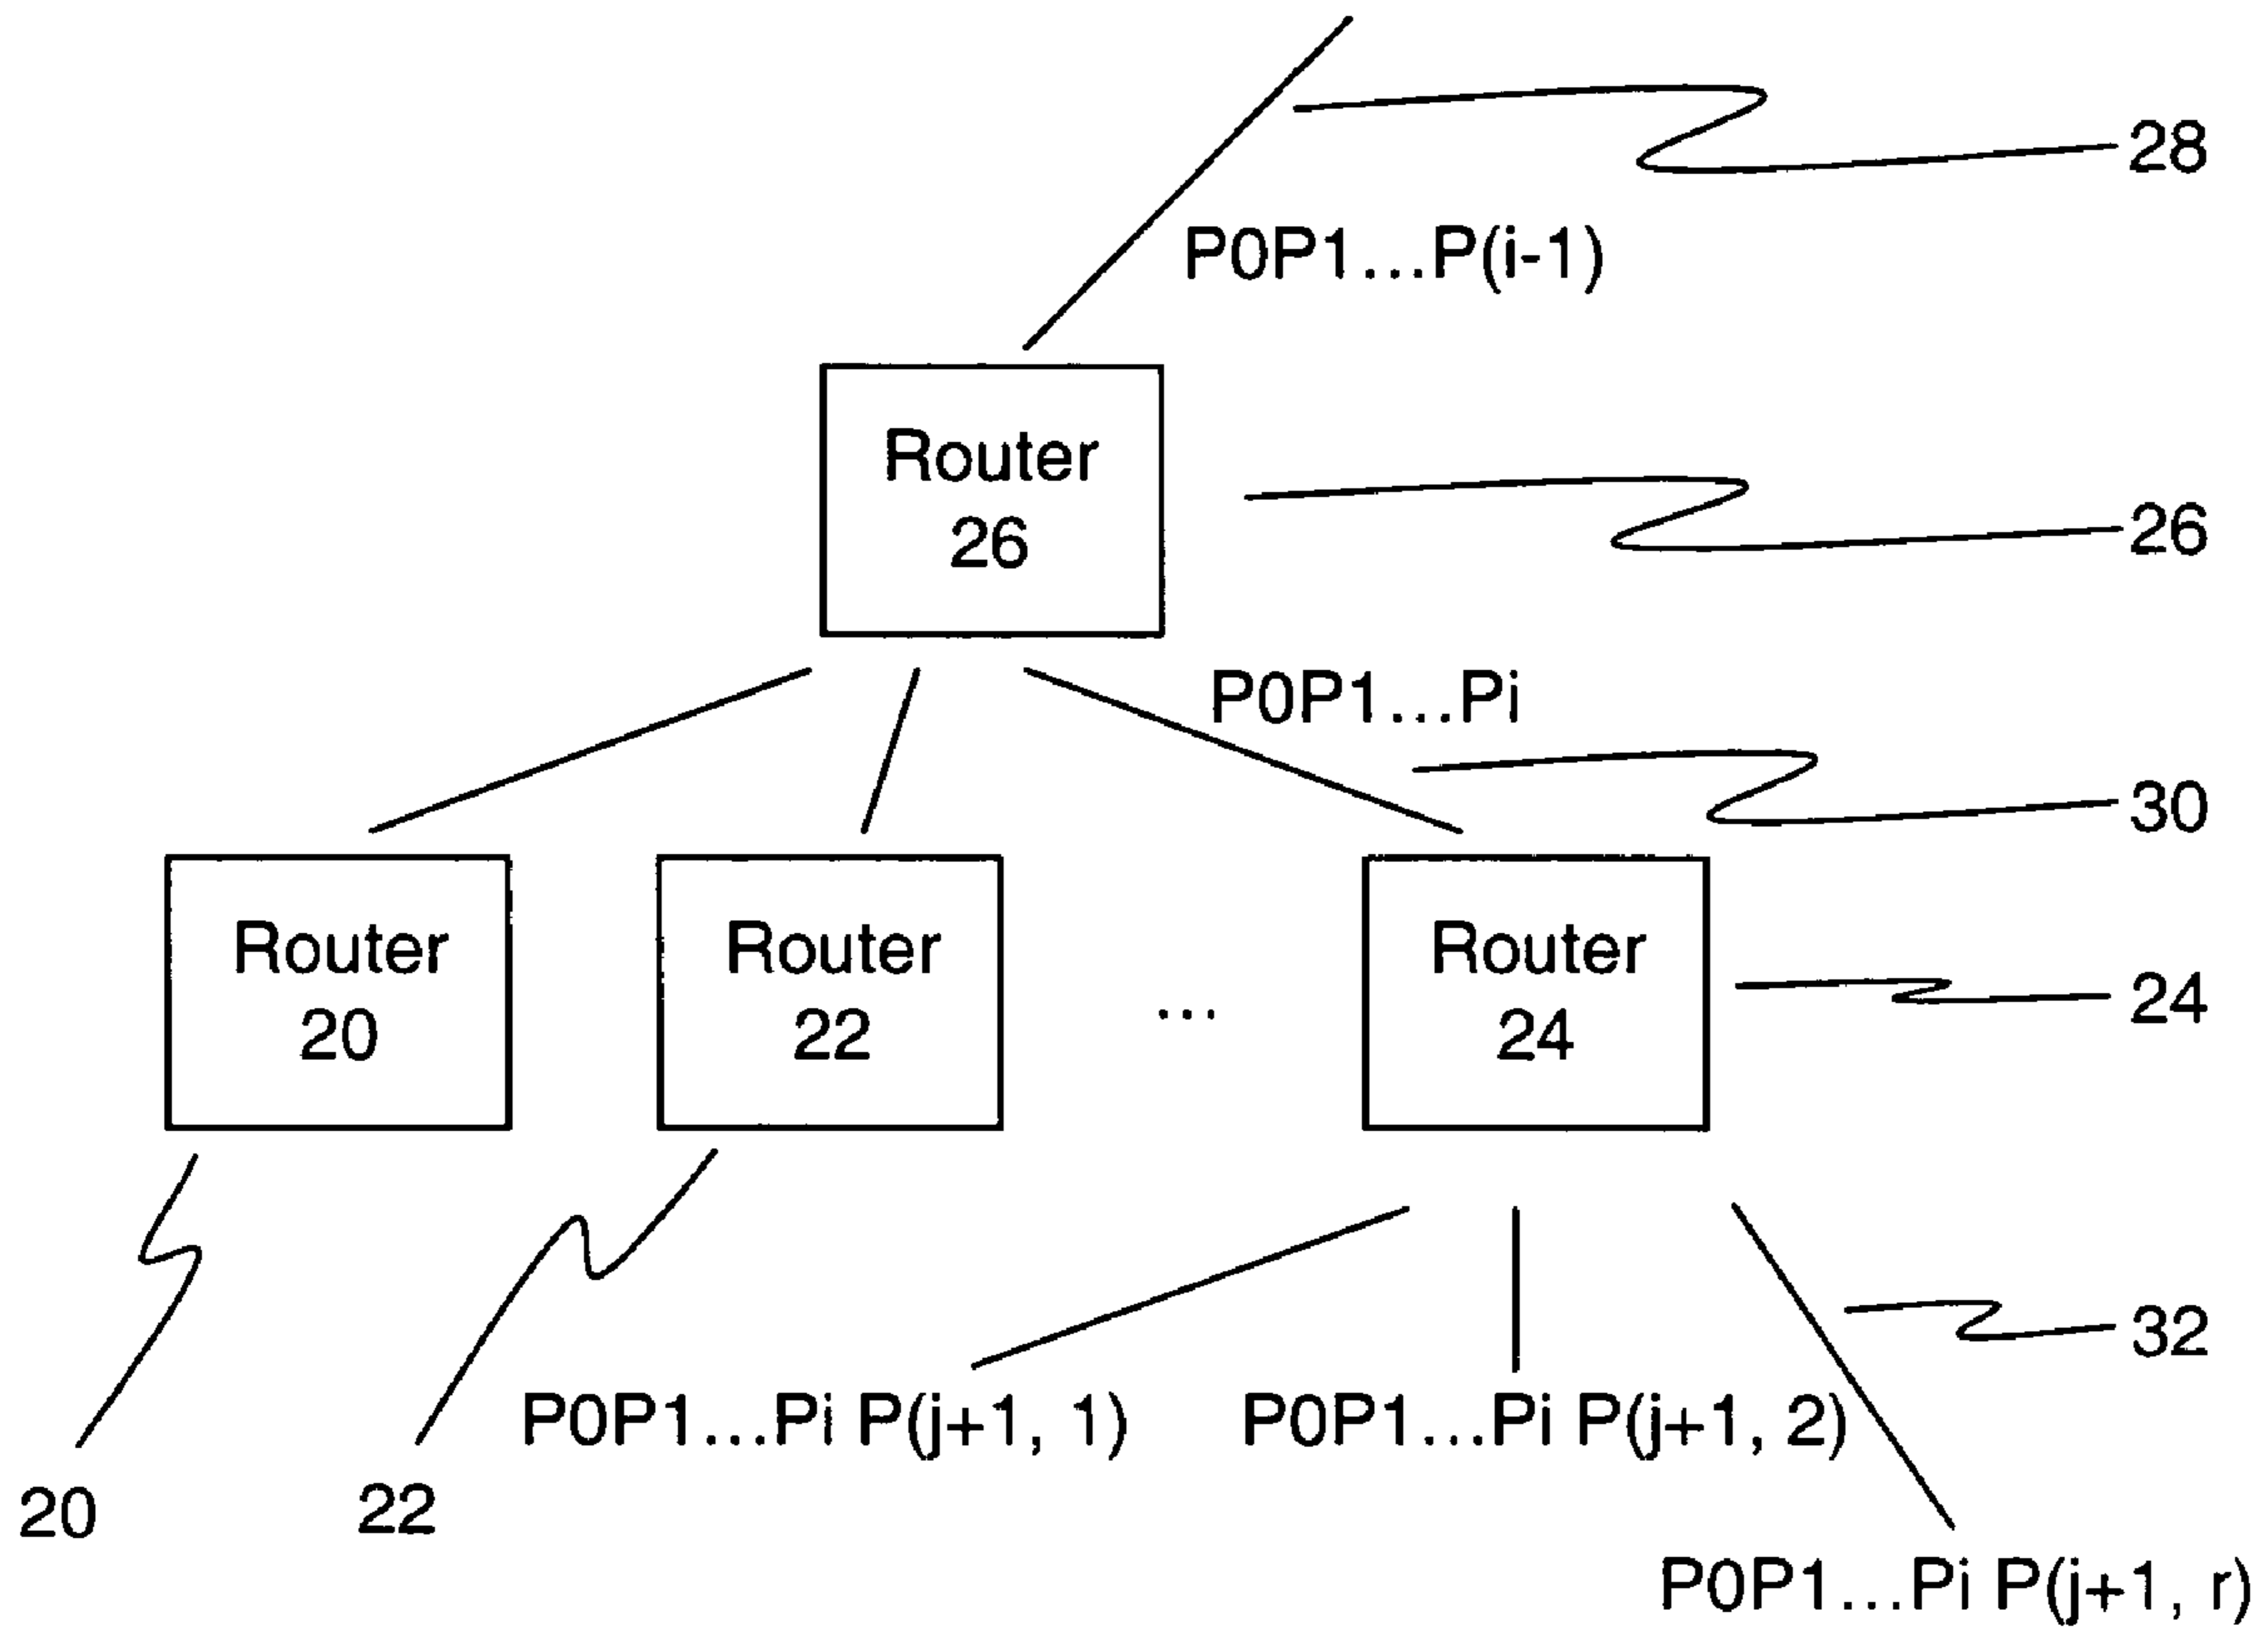 28
P0P1...P(i-1)
Router
26
26
P0P1...Pi
30
Router
20
Router
22
...
Router
24
24
32
P0P1...Pi P(j+1, 1)
P0P1...Pi P(j+1, 2)
20
22
P0P1...Pi P(j+1, r)